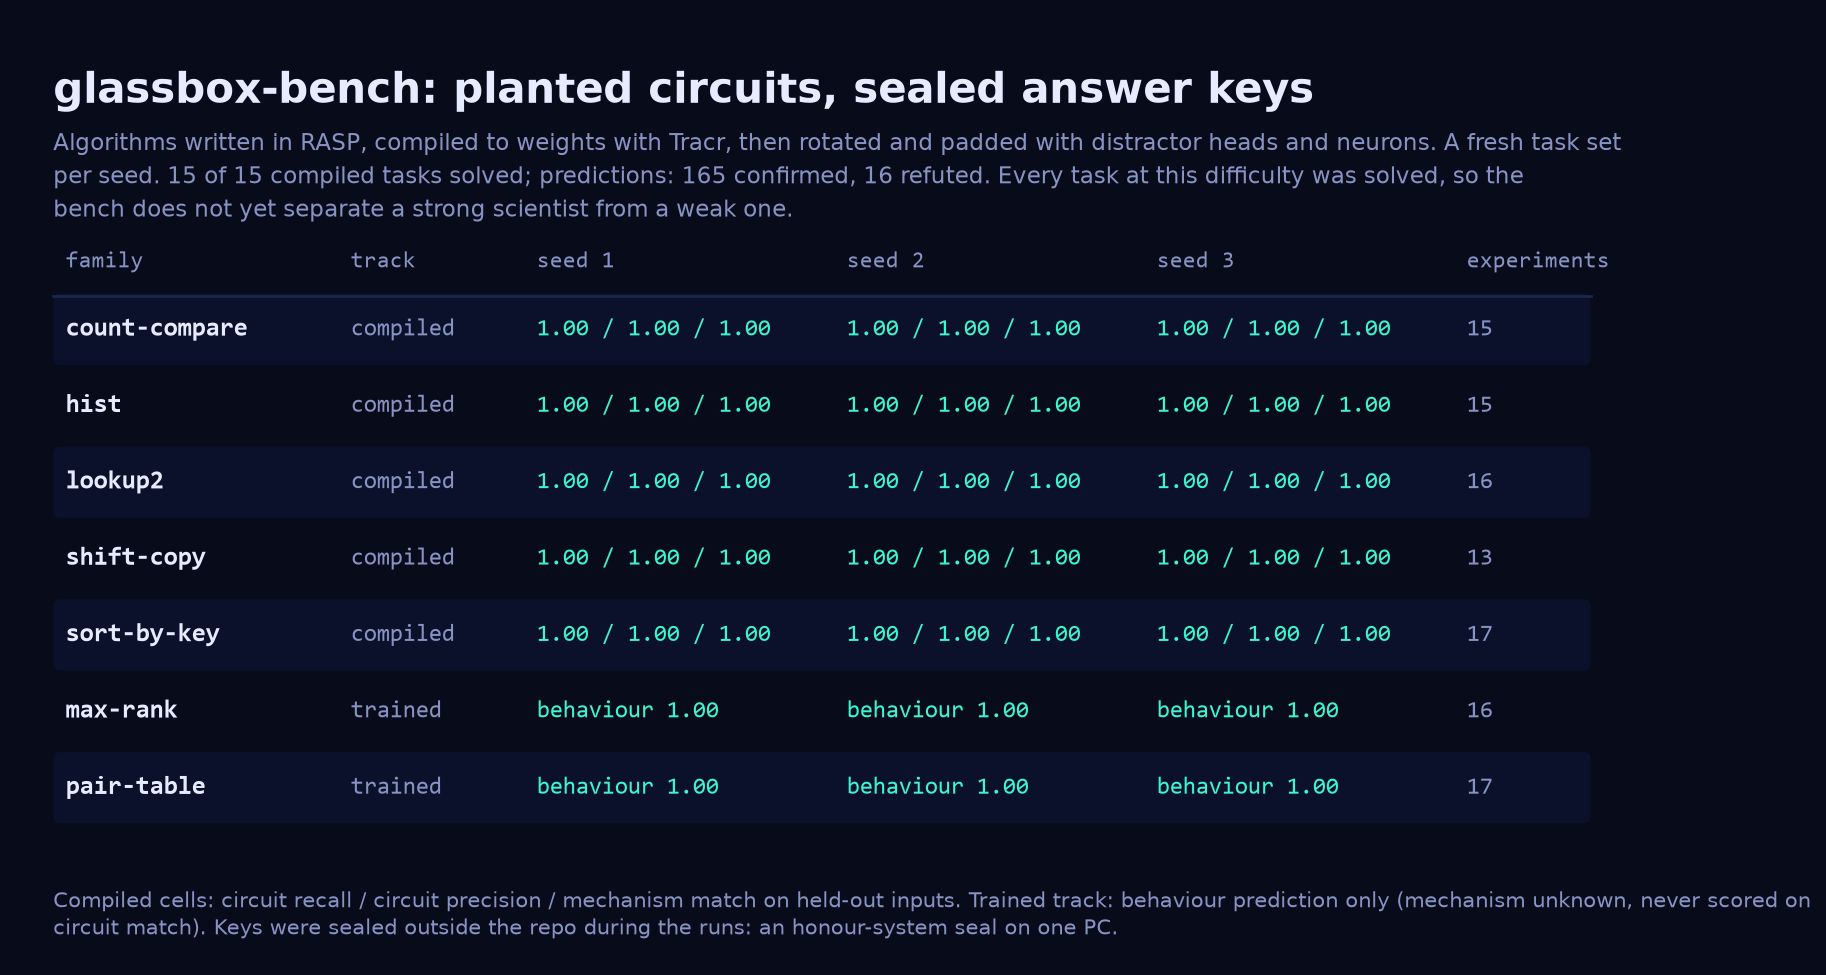 glassbox-bench: planted circuits, sealed answer keys
Algorithms written in RASP, compiled to weights with Tracr, then rotated and padded with distractor heads and neurons. A fresh task set
per seed. 15 of 15 compiled tasks solved; predictions: 165 confirmed, 16 refuted. Every task at this difficulty was solved, so the
bench does not yet separate a strong scientist from a weak one.
family track seed 1 seed 2 seed 3 experiments
count-compare compiled 1.00 / 1.00 / 1.00 1.00 / 1.00 / 1.00 1.00 / 1.00 / 1.00 15
hist compiled 1.00 / 1.00 / 1.00 1.00 / 1.00 / 1.00 1.00 / 1.00 / 1.00 15
lookup2 compiled 1.00 / 1.00 / 1.00 1.00 / 1.00 / 1.00 1.00 / 1.00 / 1.00 16
shift-copy compiled 1.00 / 1.00 / 1.00 1.00 / 1.00 / 1.00 1.00 / 1.00 / 1.00 13
sort-by-key compiled 1.00 / 1.00 / 1.00 1.00 / 1.00 / 1.00 1.00 / 1.00 / 1.00 17
max-rank trained behaviour 1.00 behaviour 1.00 behaviour 1.00 16
pair-table trained behaviour 1.00 behaviour 1.00 behaviour 1.00 17
Compiled cells: circuit recall / circuit precision / mechanism match on held-out inputs. Trained track: behaviour prediction only (mechanism unknown, never scored on
circuit match). Keys were sealed outside the repo during the runs: an honour-system seal on one PC.